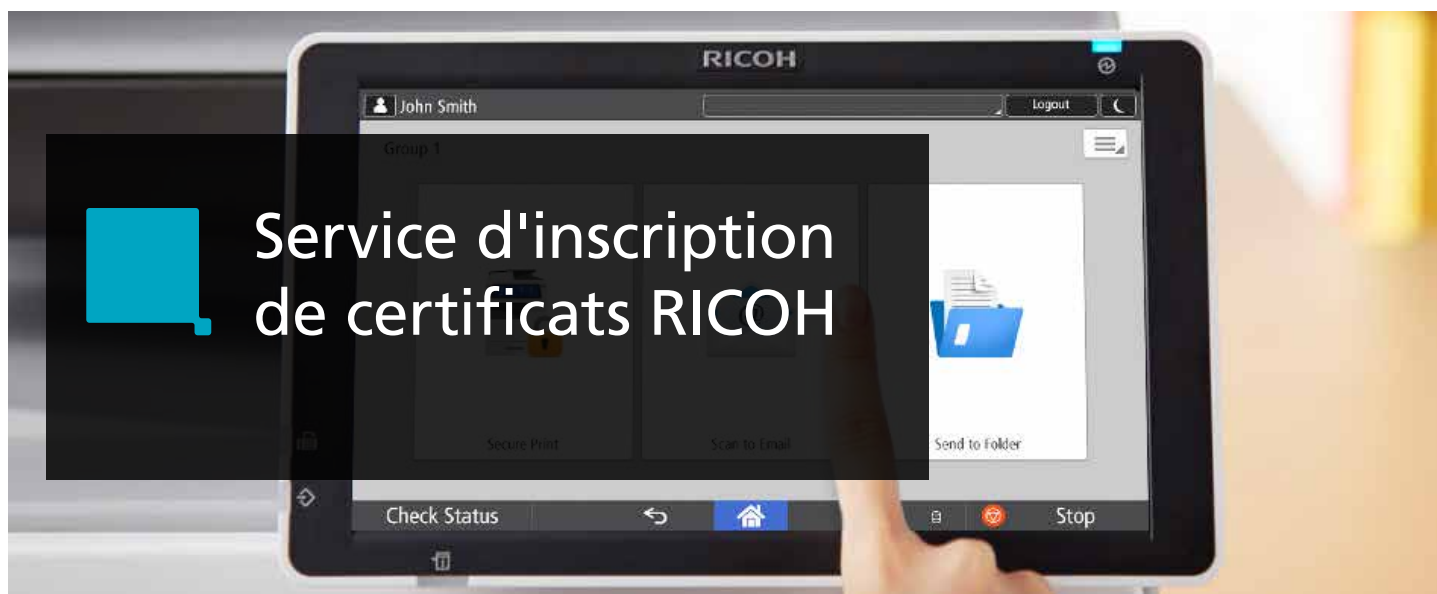 RICOH
John Smith
Logout
Group 1
Service d'inscription
de certificats RICOH
Secure Print
Scan to Email
Send to Folder
Check Status
Stop